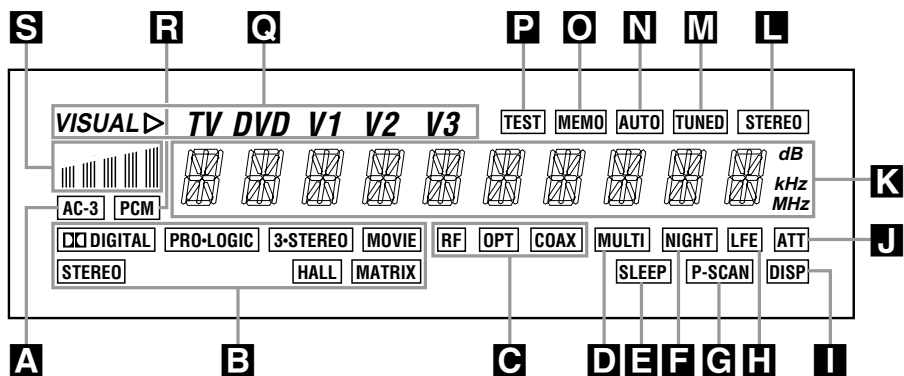 S R Q P O N M L
VISUAL TV DVD V1 V2 V3 TEST MEMO AUTO TUNED STEREO
dB
kHz
MHz
K
AC-3 PCM
DIGITAL PRO•LOGIC 3•STEREO MOVIE RF OPT COAX MULTI NIGHT LFE ATT J
STEREO HALL MATRIX SLEEP P-SCAN DISP
A B C D E F G H I